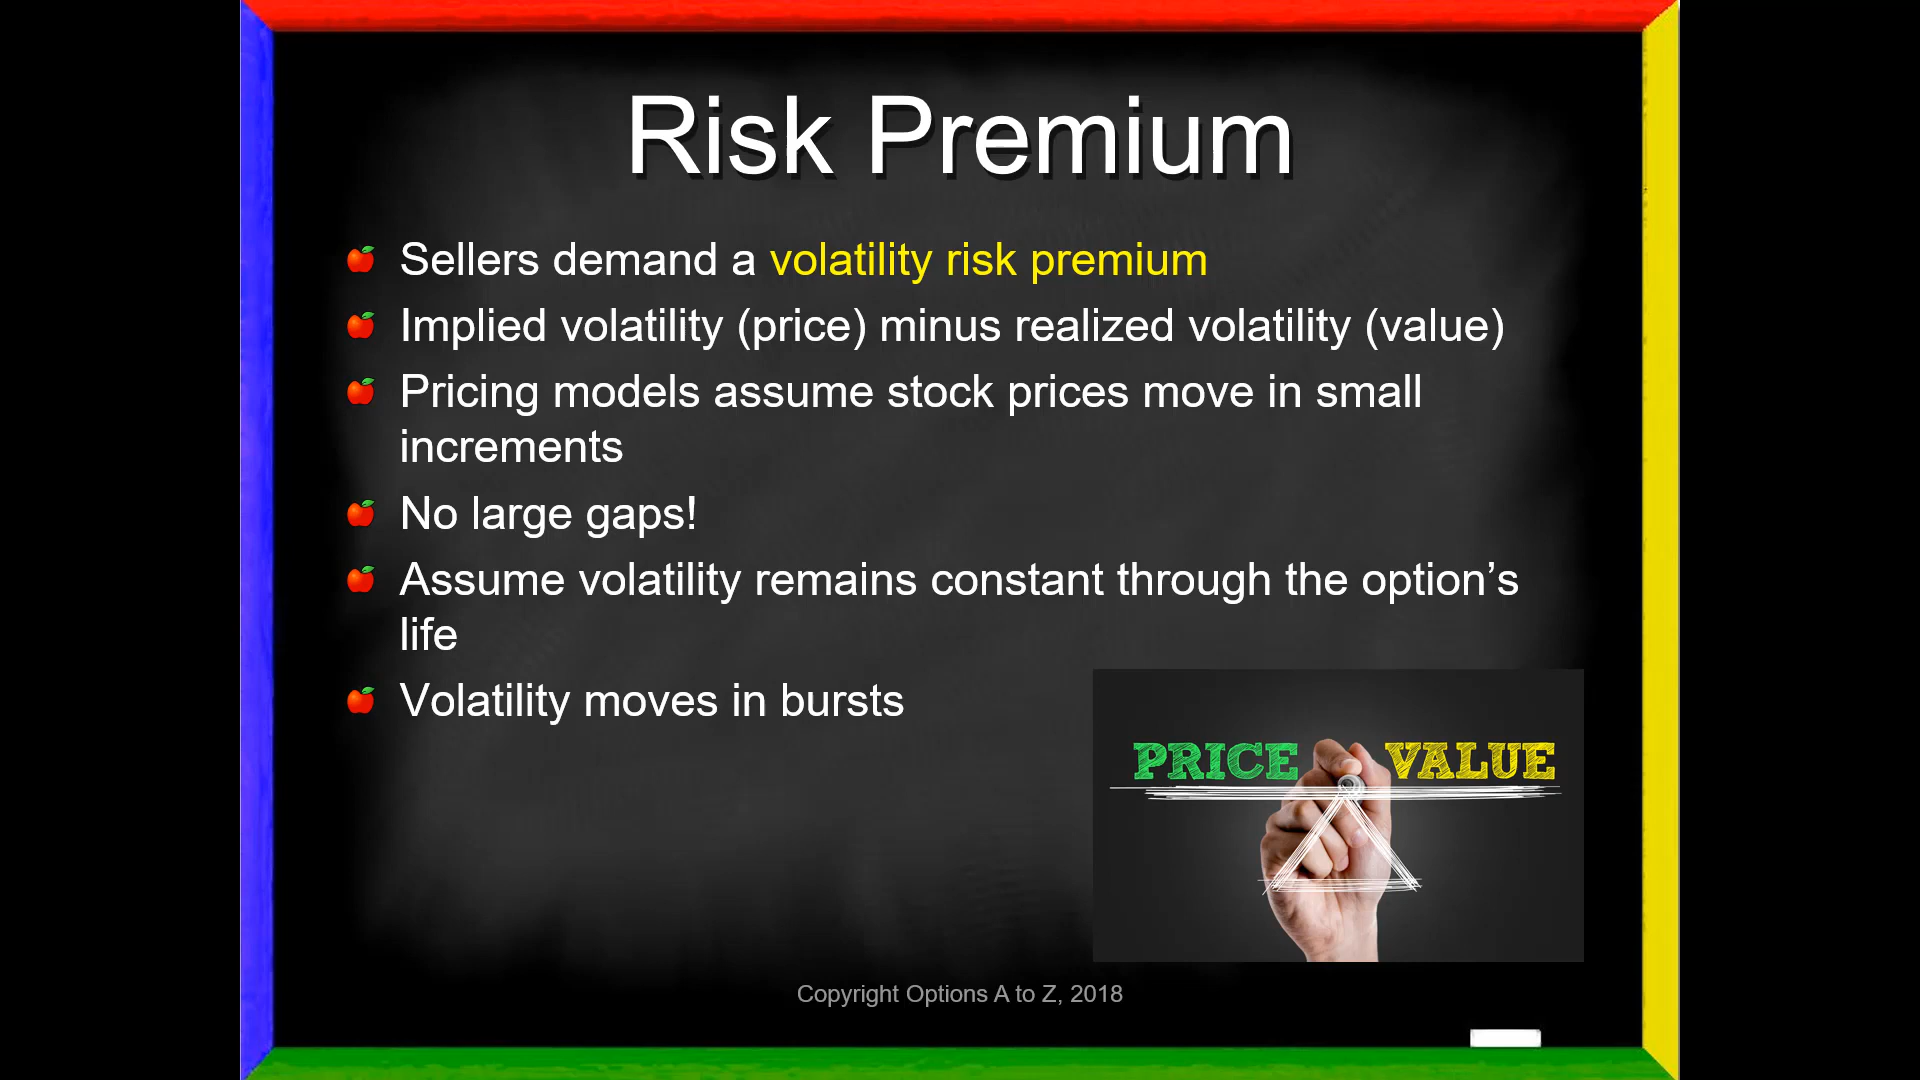 Risk Premium
Sellers demand a volatility risk premium
Implied volatility (price) minus realized volatility (value)
Pricing models assume stock prices move in small
increments
No large gaps!
Assume volatility remains constant through the option’s
life
Volatility moves in bursts
PRICE VALUE
Copyright Options A to Z, 2018